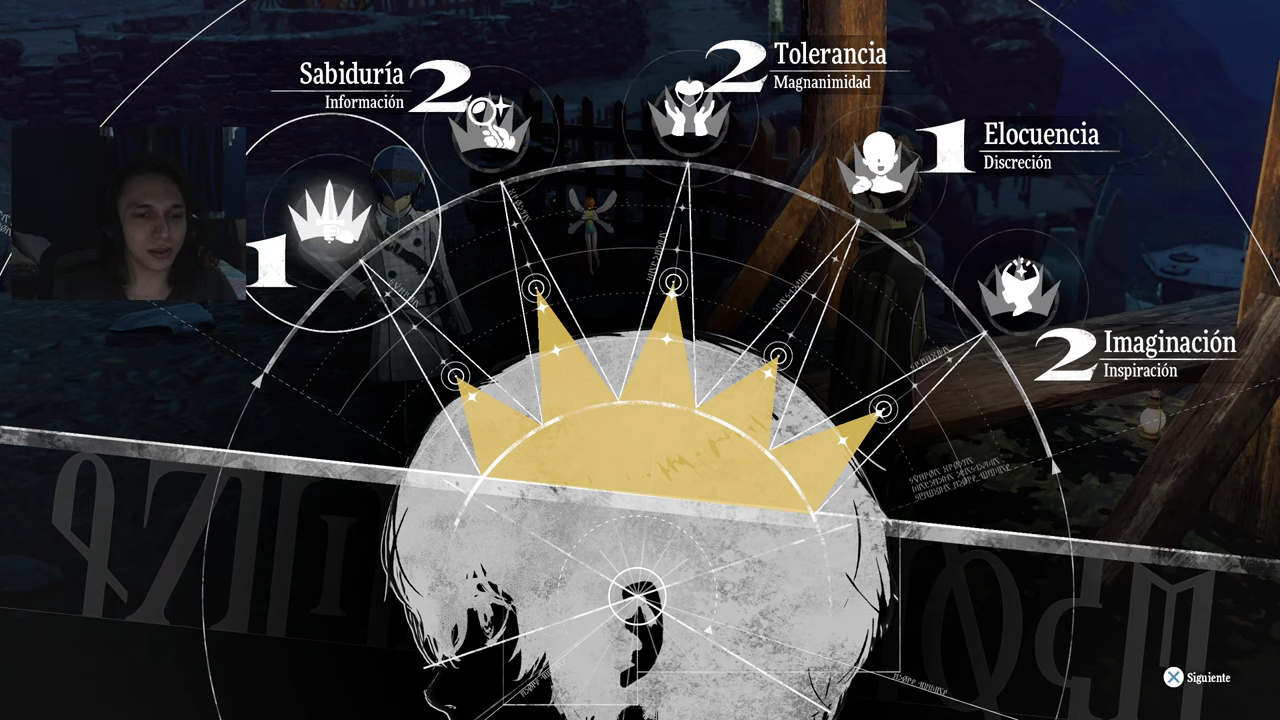 Sabiduría
2
Información
2
Tolerancia
Magnanimidad
1
Elocuencia
Discreción
1
2
Imaginación
Inspiración
Siguiente